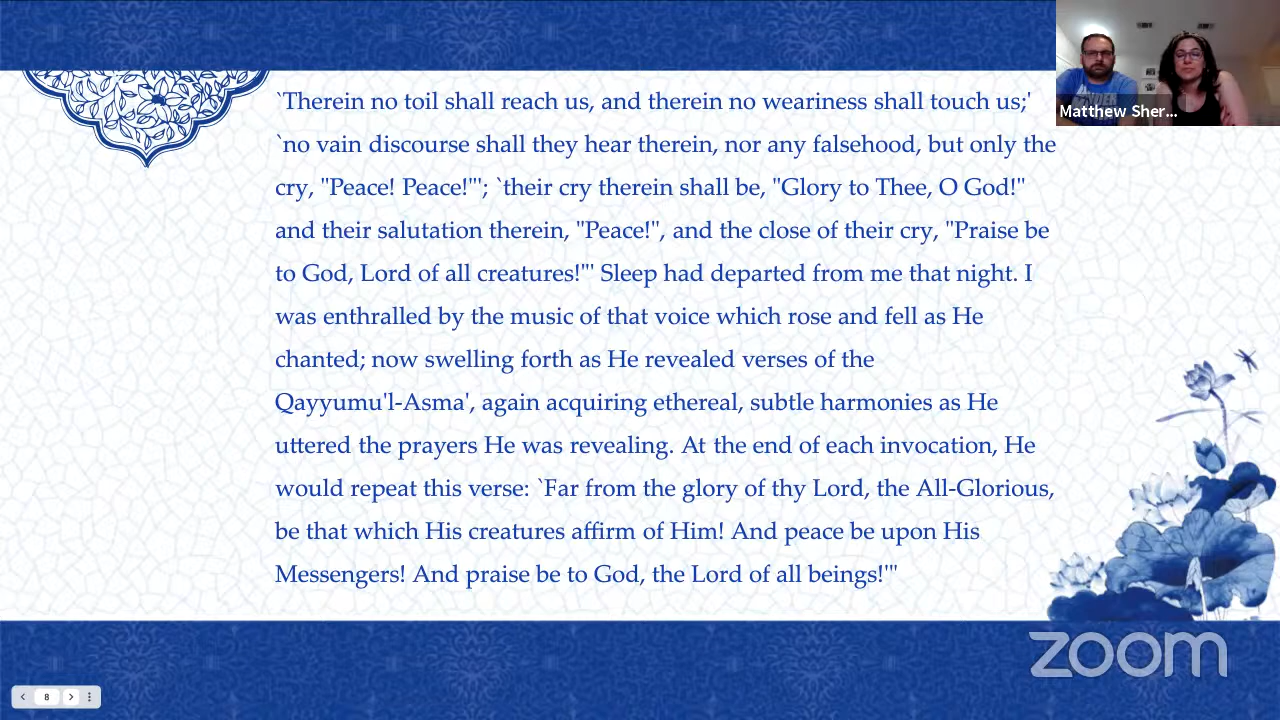 `Therein no toil shall reach us, and therein no weariness shall touch us;'
`no vain discourse shall they hear therein, nor any falsehood, but only the
cry, "Peace! Peace!"'; `their cry therein shall be, "Glory to Thee, O God!"
and their salutation therein, "Peace!", and the close of their cry, "Praise be
to God, Lord of all creatures!"' Sleep had departed from me that night. I
was enthralled by the music of that voice which rose and fell as He
chanted; now swelling forth as He revealed verses of the
Qayyumu'l-Asma', again acquiring ethereal, subtle harmonies as He
uttered the prayers He was revealing. At the end of each invocation, He
would repeat this verse: `Far from the glory of thy Lord, the All-Glorious,
be that which His creatures affirm of Him! And peace be upon His
Messengers! And praise be to God, the Lord of all beings!'"
Matthew Sher...
zoom
8